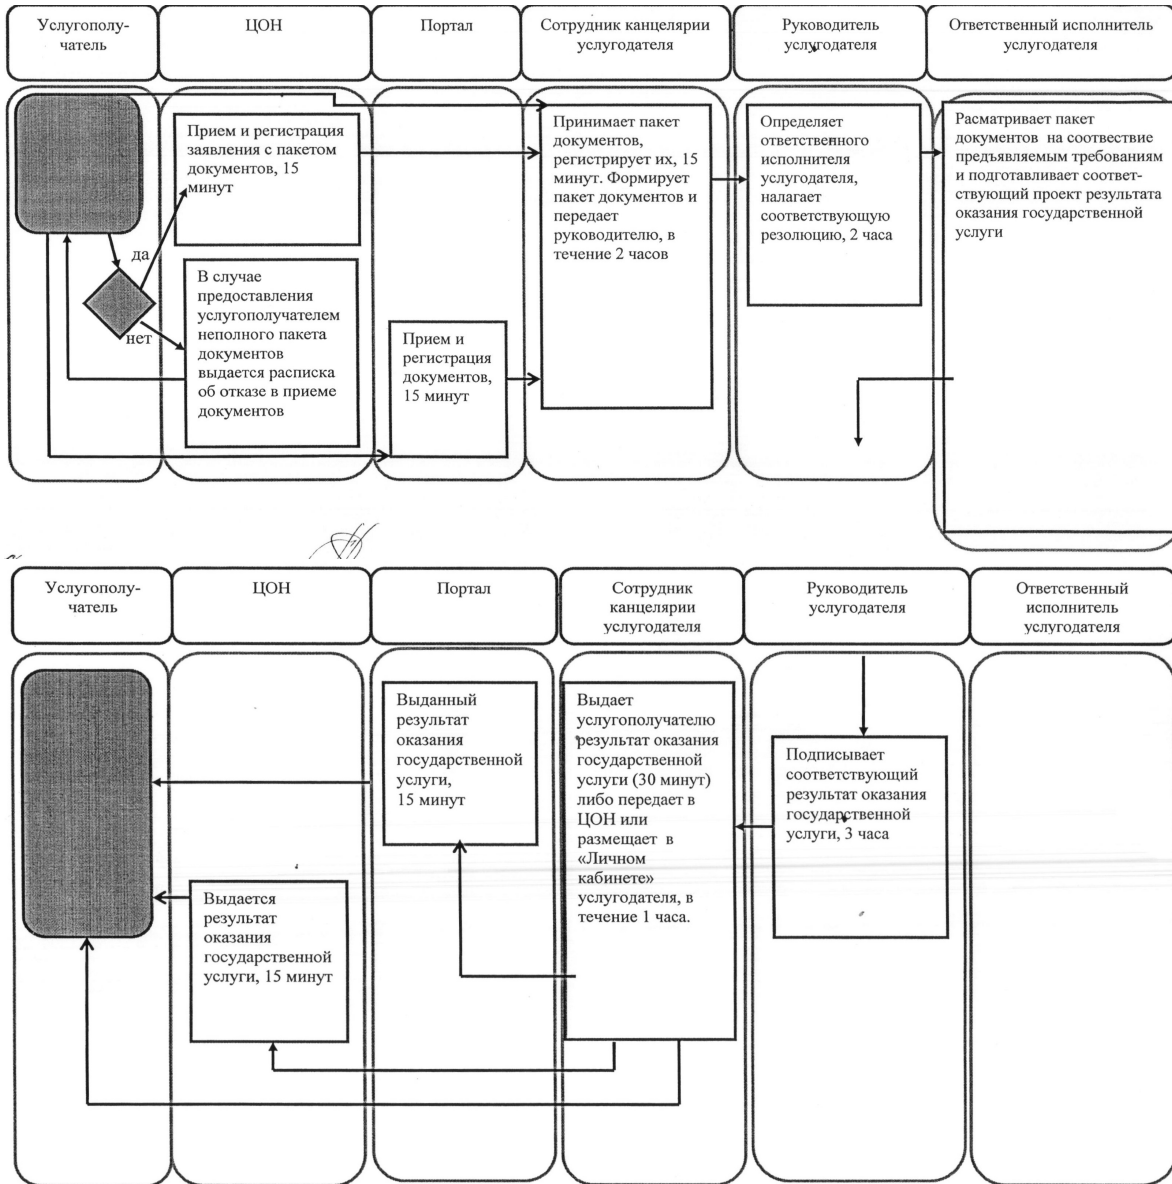 Услугополу-
чатель
ЦОН
Портал
Сотрудник канцелярии
услугодателя
Руководитель
услугодателя
Ответственный исполнитель
услугодателя
Прием и регистрация
заявления с пакетом
документов, 15
минут
да
нет
В случае
предоставления
услугополучателем
неполного пакета
документов
выдается расписка
об отказе в приеме
документов
Прием и
регистрация
документов,
15 минут
Принимает пакет
документов,
регистрирует их, 15
минут. Формирует
пакет документов и
передает
руководителю, в
течение 2 часов
Определяет
ответственного
исполнителя
услугодателя,
налагает
соответствующую
резолюцию, 2 часа
Расматривает пакет
документов на соотвествие
предъявляемым требованиям
и подготавливает соответ-
ствующий проект результата
оказания государственной
услуги
Услугополу-
чатель
ЦОН
Портал
Сотрудник
канцелярии
услугодателя
Руководитель
услугодателя
Ответственный
исполнитель
услугодателя
Выдается
результат
оказания
государственной
услуги, 15 минут
Выданный
результат
оказания
государственной
услуги,
15 минут
Выдает
услугополучателю
результат оказания
государственной
услуги (30 минут)
либо передает в
ЦОН или
размещает в
«Личном
кабинете»
услугодателя, в
течение 1 часа.
Подписывает
соответствующий
результат оказания
государственной
услуги, 3 часа